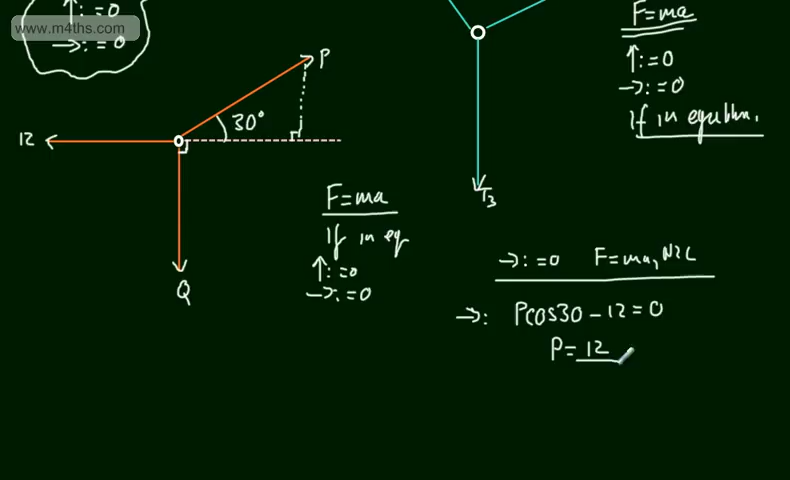 ↑: = 0
www.m4ths.com
→: = 0
P
30°
12
Q
F=ma
If in eq
↑: =0
→: =0
T3
F=ma
↑: =0
→: =0
If in equibm.
→: =0 F=ma, N2L
→: Pcos30 - 12 = 0
P= 12